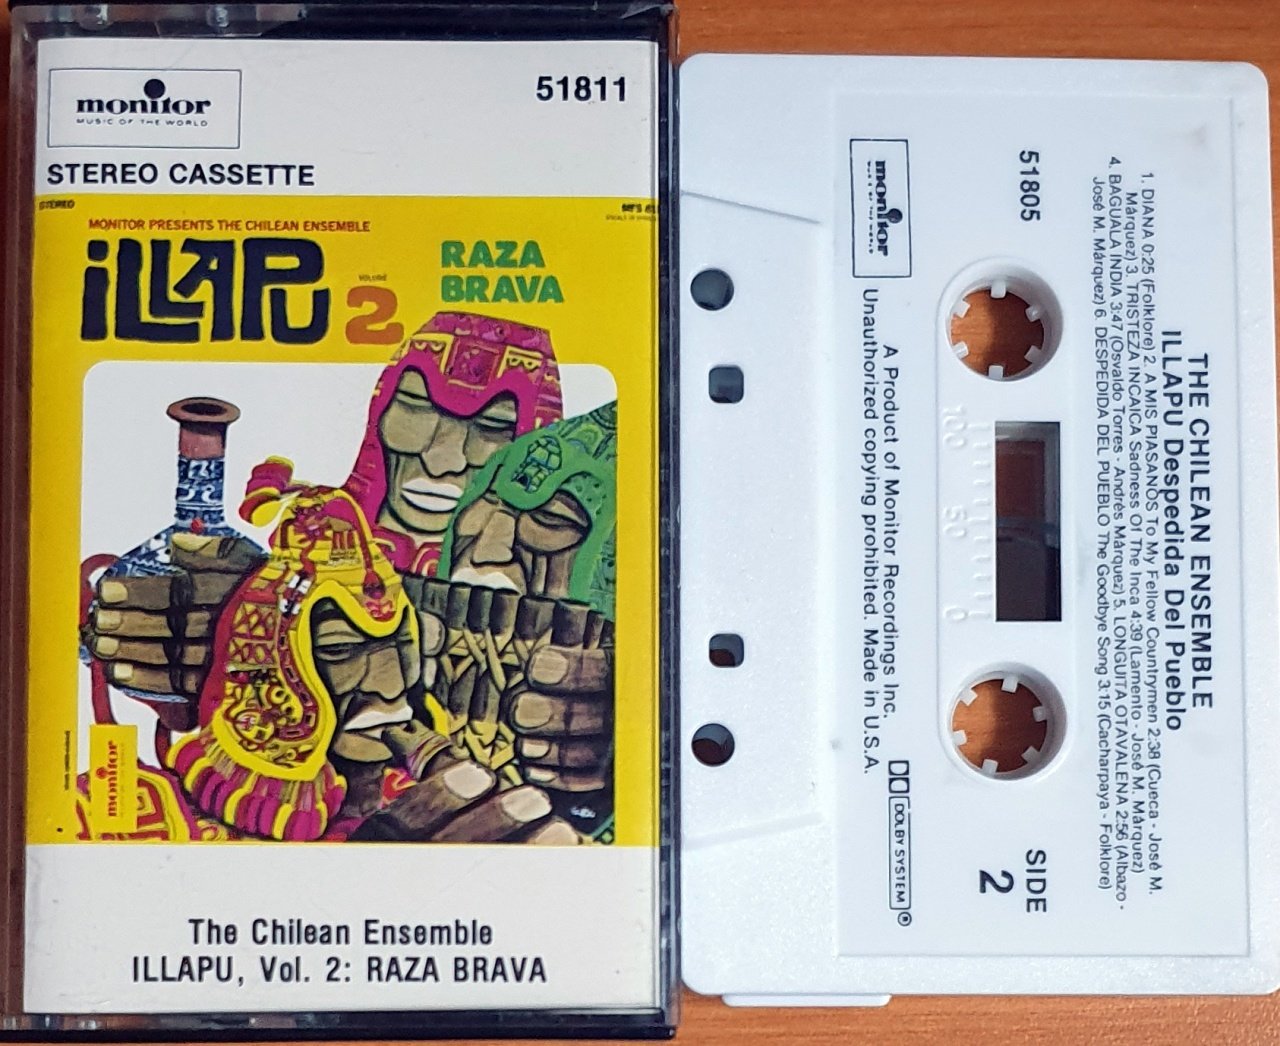 monitor
MUSIC OF THE WORLD
51811
STEREO CASSETTE
STEREO
MONITOR PRESENTS THE CHILEAN ENSEMBLE
iLLAPU
VOLUME
2
RAZA
BRAVA
monitor
The Chilean Ensemble
ILLAPU, Vol. 2: RAZA BRAVA
THE CHILEAN ENSEMBLE
ILLAPU Despedida Del Pueblo
1. DIANA 0:25 (Folklore) 2. A MIS PIASANOS To My Fellow Countrymen 2:38 (Cueca - José M.
Márquez) 3. TRISTEZA INCAICA Sadness Of The Inca 4:39 (Lamento - José M. Márquez)
4. BAGUALA INDIA 3:47 (Osvaldo Torres - Andrés Márquez) 5. LONGUITA OTAVALENA 2:56 (Albazo -
José M. Márquez) 6. DESPEDIDA DEL PUEBLO The Goodbye Song 3:15 (Cacharpaya - Folklore)
51805
SIDE
2
100 50 0
monitor
A Product of Monitor Recordings Inc.
Unauthorized copying prohibited. Made in U.S.A.
DOLBY SYSTEM ®